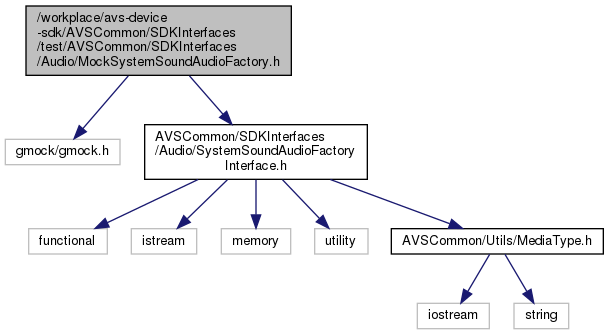 /workplace/avs-device
-sdk/AVSCommon/SDKInterfaces
/test/AVSCommon/SDKInterfaces
/Audio/MockSystemSoundAudioFactory.h
gmock/gmock.h
AVSCommon/SDKInterfaces
/Audio/SystemSoundAudioFactory
Interface.h
functional
istream
memory
utility
AVSCommon/Utils/MediaType.h
iostream
string